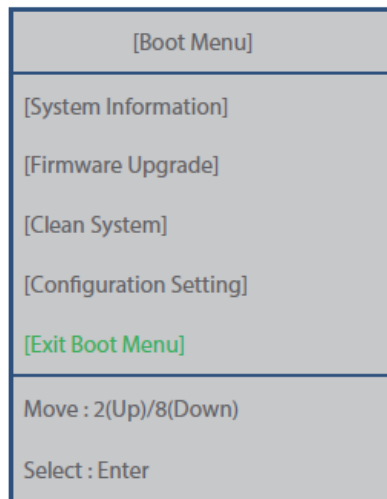 [Boot Menu]
[System Information]
[Firmware Upgrade]
[Clean System]
[Configuration Setting]
[Exit Boot Menu]
Move : 2(Up)/8(Down)
Select : Enter